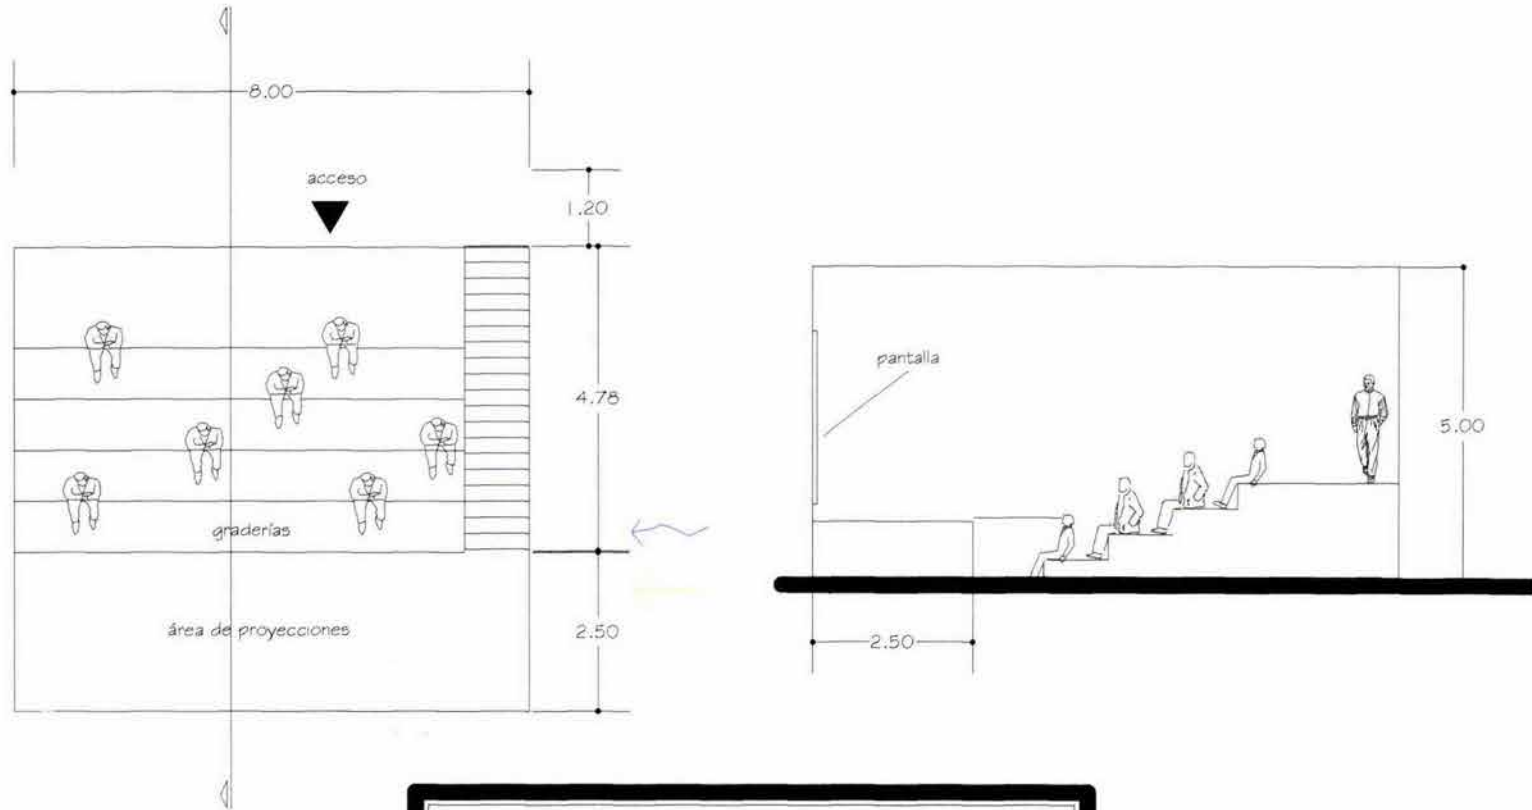 8.00
acceso
1.20
4.78
graderías
área de proyecciones
2.50
pantalla
5.00
2.50